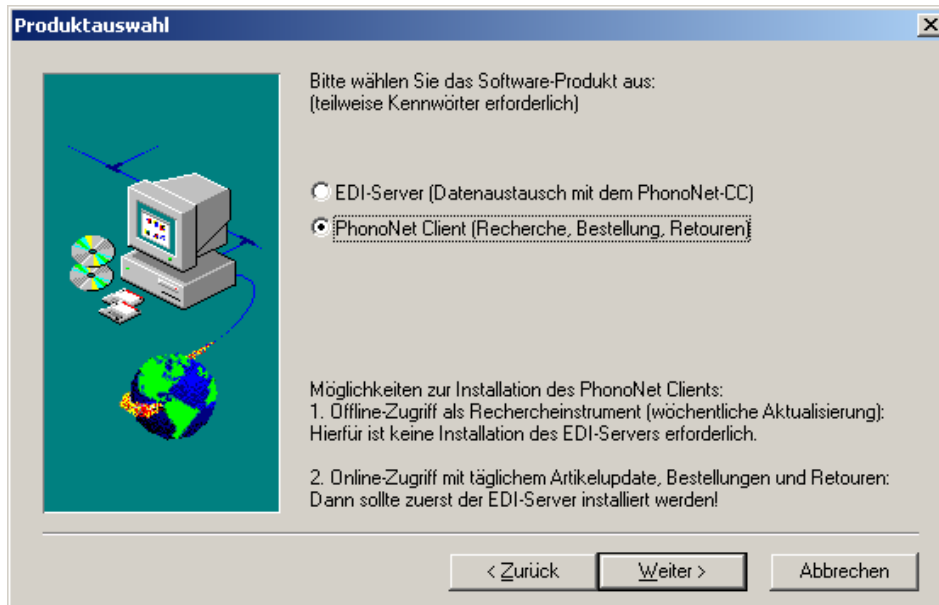 Produktauswahl
Bitte wählen Sie das Software-Produkt aus:
(teilweise Kennwörter erforderlich)
EDI-Server (Datenaustausch mit dem PhonoNet-CC)
PhonoNet Client (Recherche, Bestellung, Retouren)
Möglichkeiten zur Installation des PhonoNet Clients:
1. Offline-Zugriff als Rechercheinstrument (wöchentliche Aktualisierung):
Hierfür ist keine Installation des EDI-Servers erforderlich.
2. Online-Zugriff mit täglichem Artikelupdate, Bestellungen und Retouren:
Dann sollte zuerst der EDI-Server installiert werden!
< Zurück
Weiter >
Abbrechen